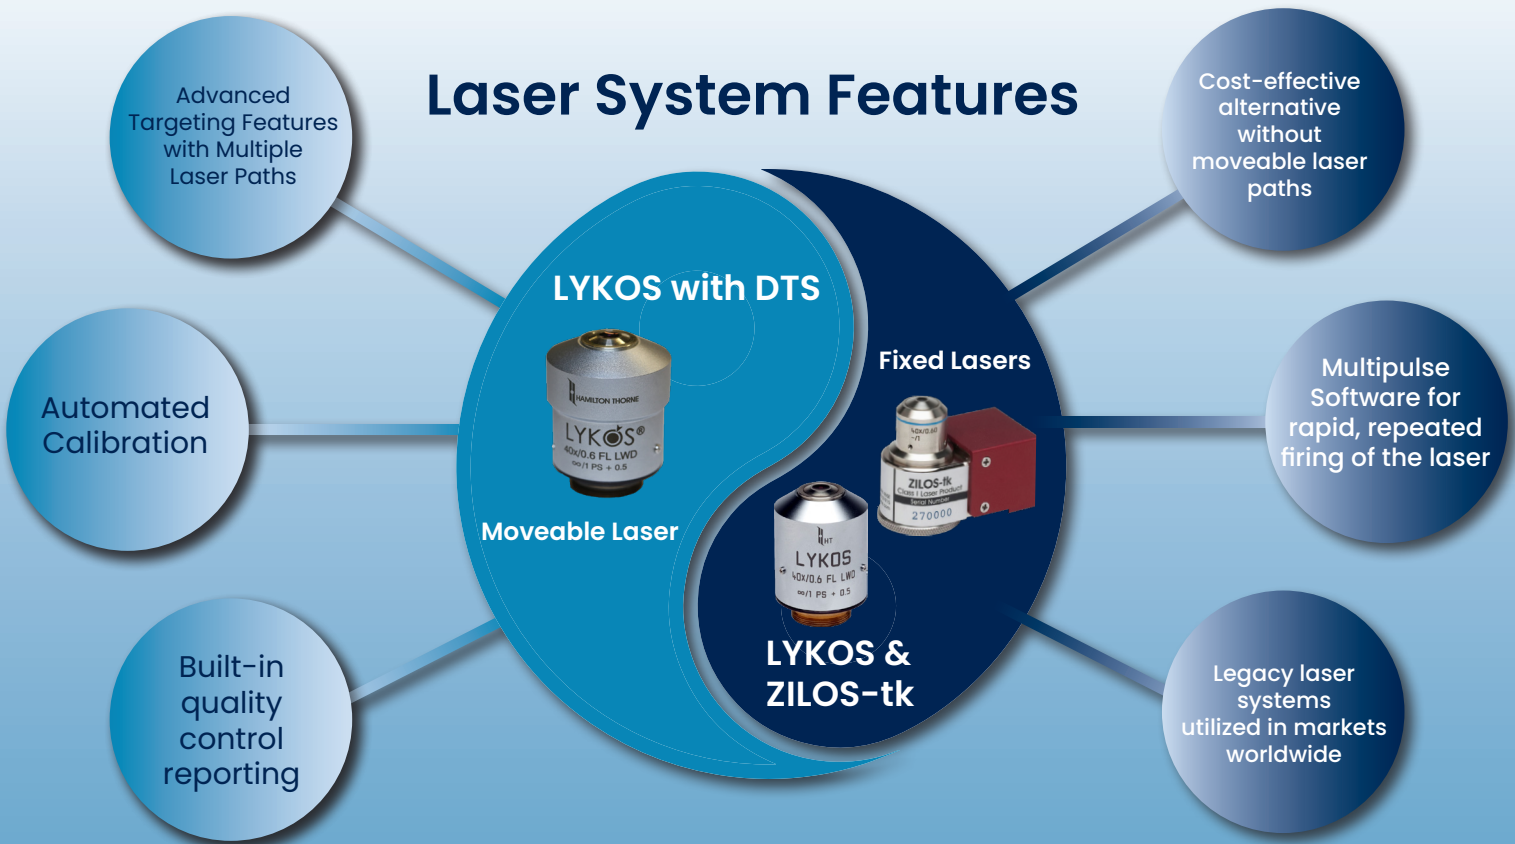 Laser System Features
Advanced
Targeting Features
with Multiple
Laser Paths
Automated
Calibration
Built-in
quality
control
reporting
LYKOS with DTS
HAMILTON THORNE
LYKOS®
40x/0.6 FL LWD
∞/1 PS + 0.5
Moveable Laser
Fixed Lasers
40x/0.60
-/1
ZILOS-tk
Class I Laser Product
Serial Number
270000
HT
LYKOS
40X/0.6 FL LWD
∞/1 PS + 0.5
LYKOS &
ZILOS-tk
Cost-effective
alternative
without
moveable laser
paths
Multipulse
Software for
rapid, repeated
firing of the laser
Legacy laser
systems
utilized in markets
worldwide